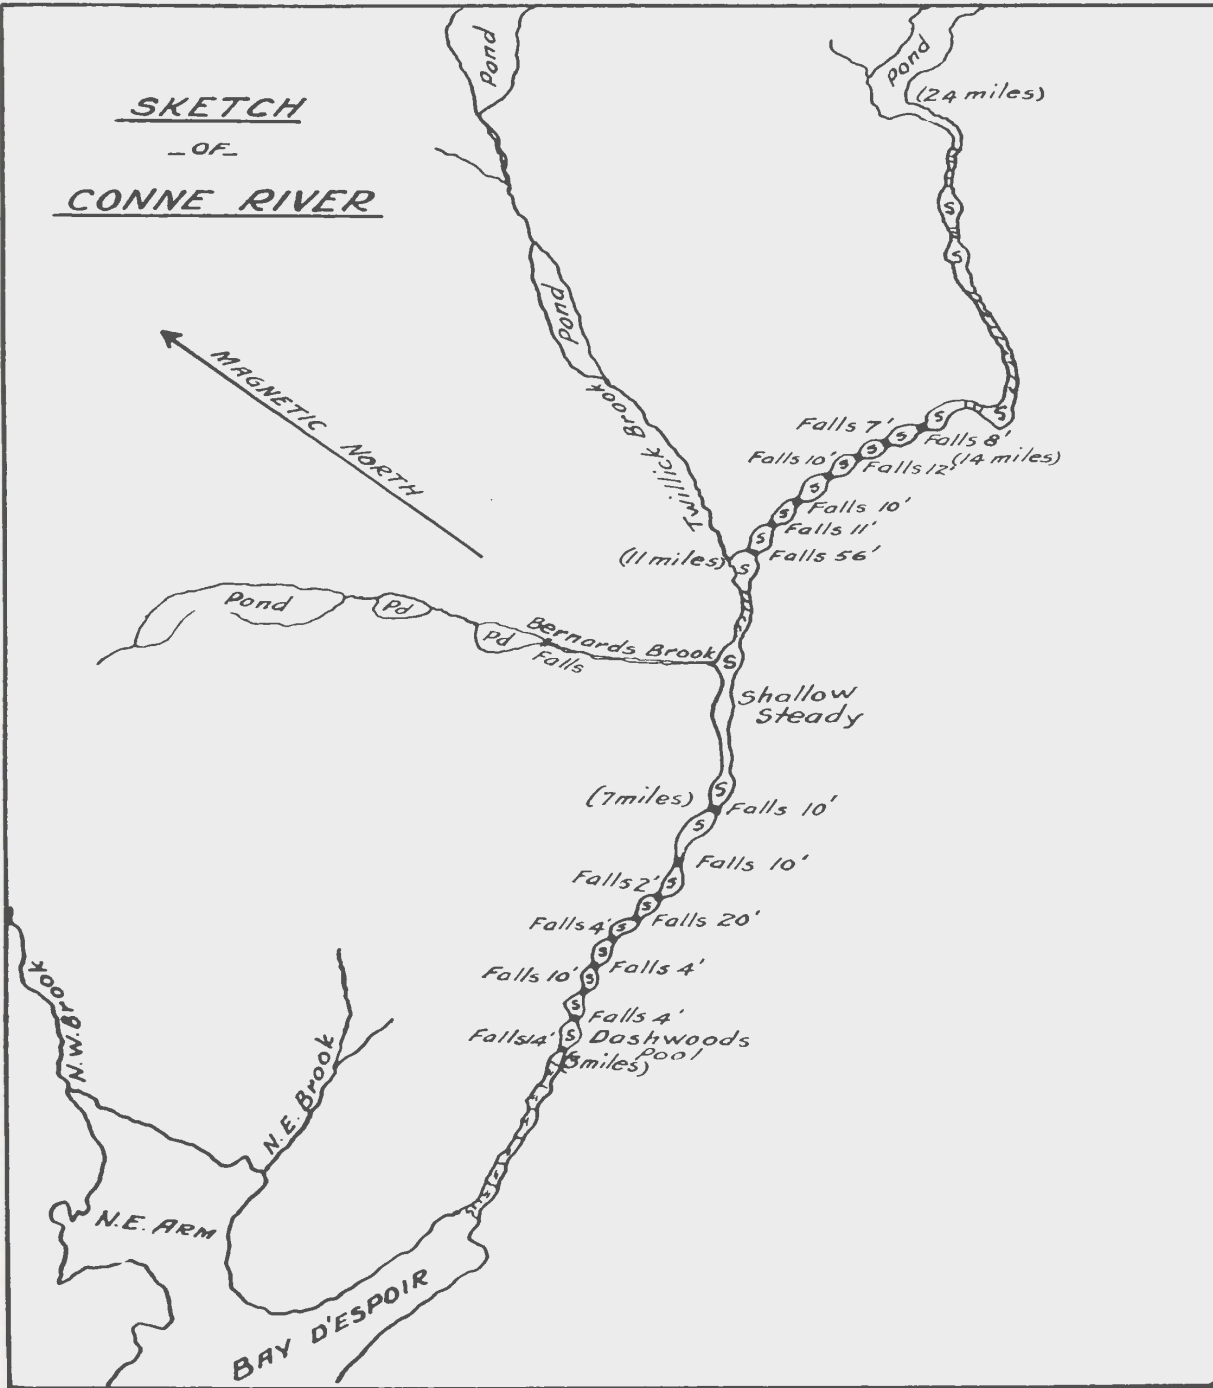 SKETCH
_OF_
CONNE RIVER
Pond
Pond
(24 miles)
S
S
Pond
MAGNETIC NORTH
Twillick Brook
S
S
Falls 7'
Falls 8'
(14 miles)
S
S
Falls 10'
Falls 12'
S
S
Falls 10'
S
Falls 11'
S
Falls 56'
(11 miles)
S
Pond
Pd
Pd
Bernards Brook
Falls
S
Shallow
Steady
(7miles)
S
Falls 10'
S
Falls 10'
Falls 2'
S
S
Falls 20'
Falls 4'
S
S
Falls 4'
Falls 10'
S
S
Falls 4'
Falls 14'
S
Dashwoods
Pool
N.W. Brook
N.E. Brook
N.E. ARM
BAY D'ESPOIR